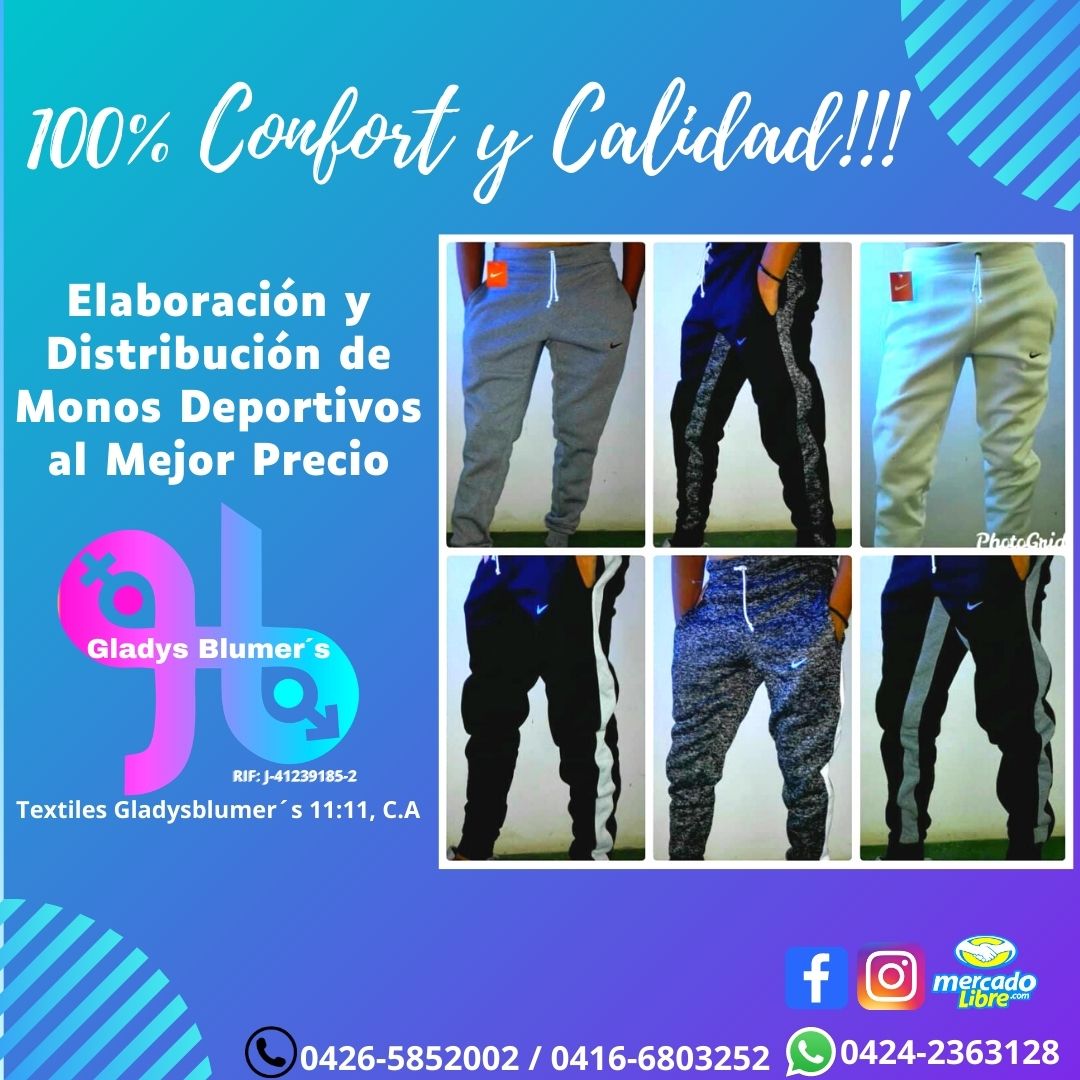 100% Confort y Calidad!!!
Elaboración y
Distribución de
Monos Deportivos
al Mejor Precio
Gladys Blumer´s
RIF: J-41239185-2
Textiles Gladysblumer´s 11:11, C.A
PhotoGrid
mercado
Libre.com
0426-5852002 / 0416-6803252
0424-2363128